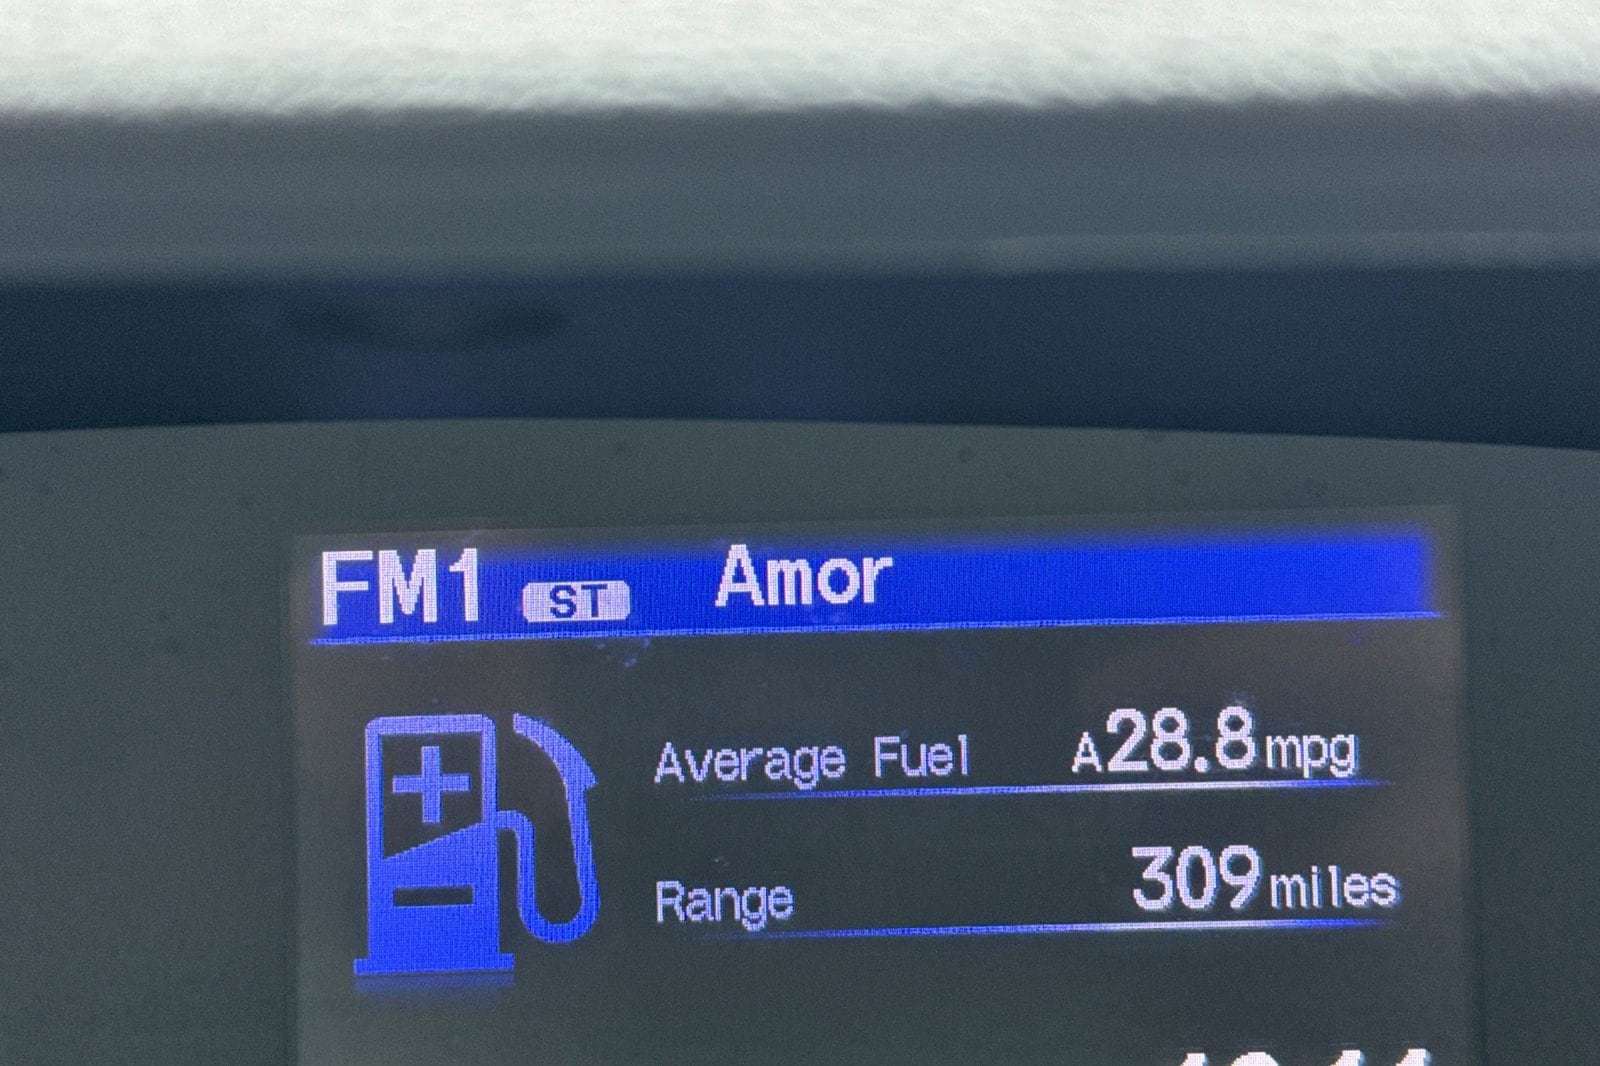 FM1 ST Amor
Average Fuel A28.8mpg
Range 309miles